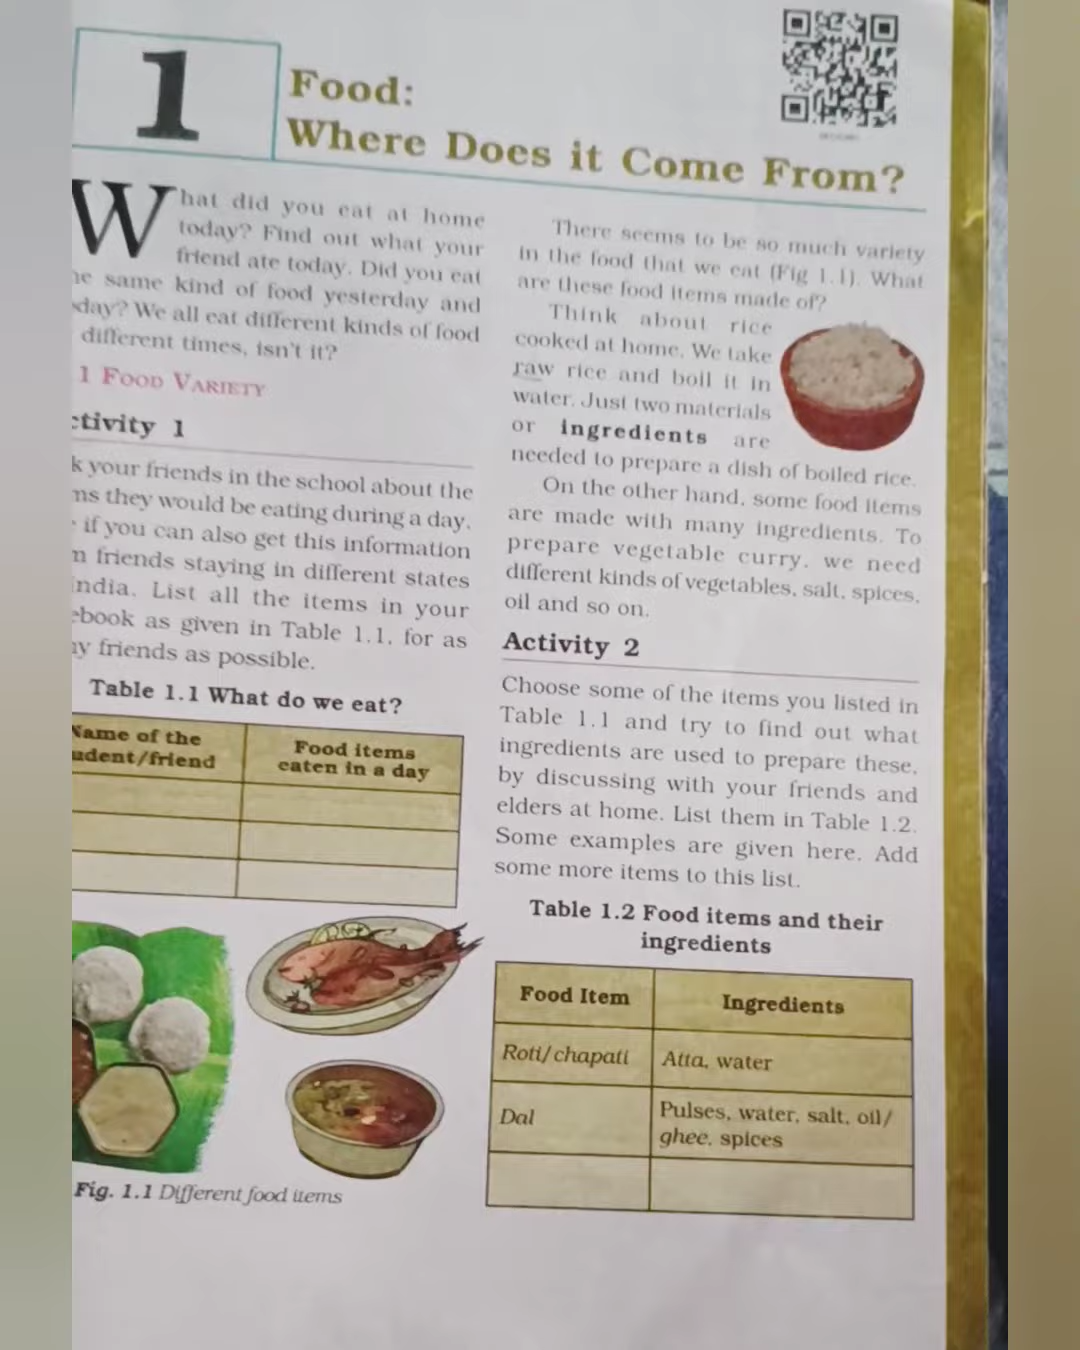 1
Food:
Where Does it Come From?
What did you eat at home
today? Find out what your
friend ate today. Did you eat
same kind of food yesterday and
We all eat different kinds of food
different times, isn't it?
1 FOOD VARIETY
1
your friends in the school about the
they would be eating during a day.
if you can also get this information
friends staying in different states
List all the items in your
as given in Table 1.1, for as
friends as possible.
Table 1.1 What do we eat?
Name of the
/friend
Food items
eaten in a day
Fig. 1.1 Different food items
There seems to be so much variety
in the food that we eat (Fig 1.1). What
are these food items made of?
Think about rice
cooked at home. We take
raw rice and boil it in
water. Just two materials
or ingredients are
needed to prepare a dish of boiled rice.
On the other hand, some food items
are made with many ingredients. To
prepare vegetable curry, we need
different kinds of vegetables, salt, spices,
oil and so on.
Activity 2
Choose some of the items you listed in
Table 1.1 and try to find out what
ingredients are used to prepare these,
by discussing with your friends and
elders at home. List them in Table 1.2.
Some examples are given here. Add
some more items to this list.
Table 1.2 Food items and their
ingredients
Food Item
Ingredients
Roti/chapati
Atta, water
Dal
Pulses, water, salt, oil/
ghee, spices